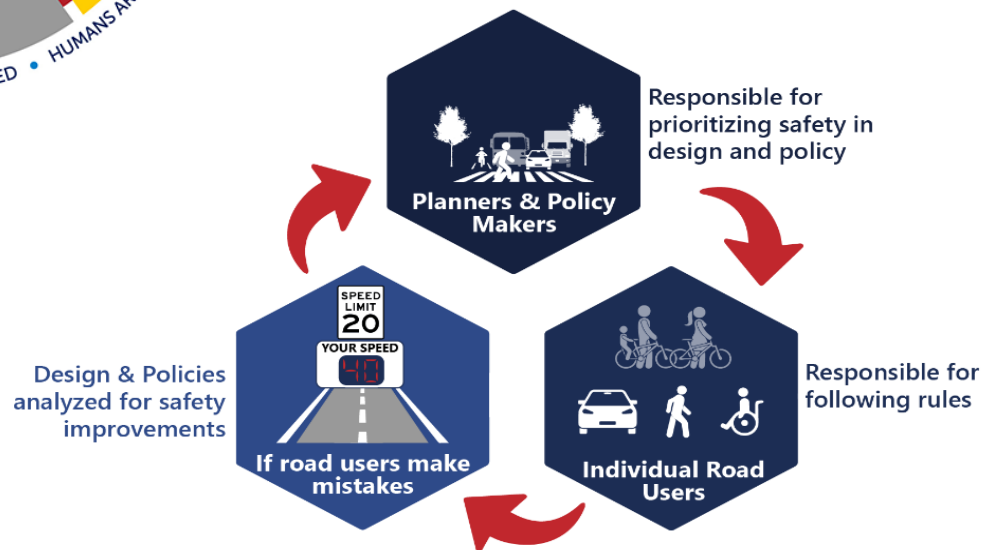 ED • HUMANS AR
Responsible for
prioritizing safety in
design and policy
Planners & Policy
Makers
SPEED
LIMIT
20
YOUR SPEED
40
Design & Policies
analyzed for safety
improvements
If road users make
mistakes
Responsible for
following rules
Individual Road
Users